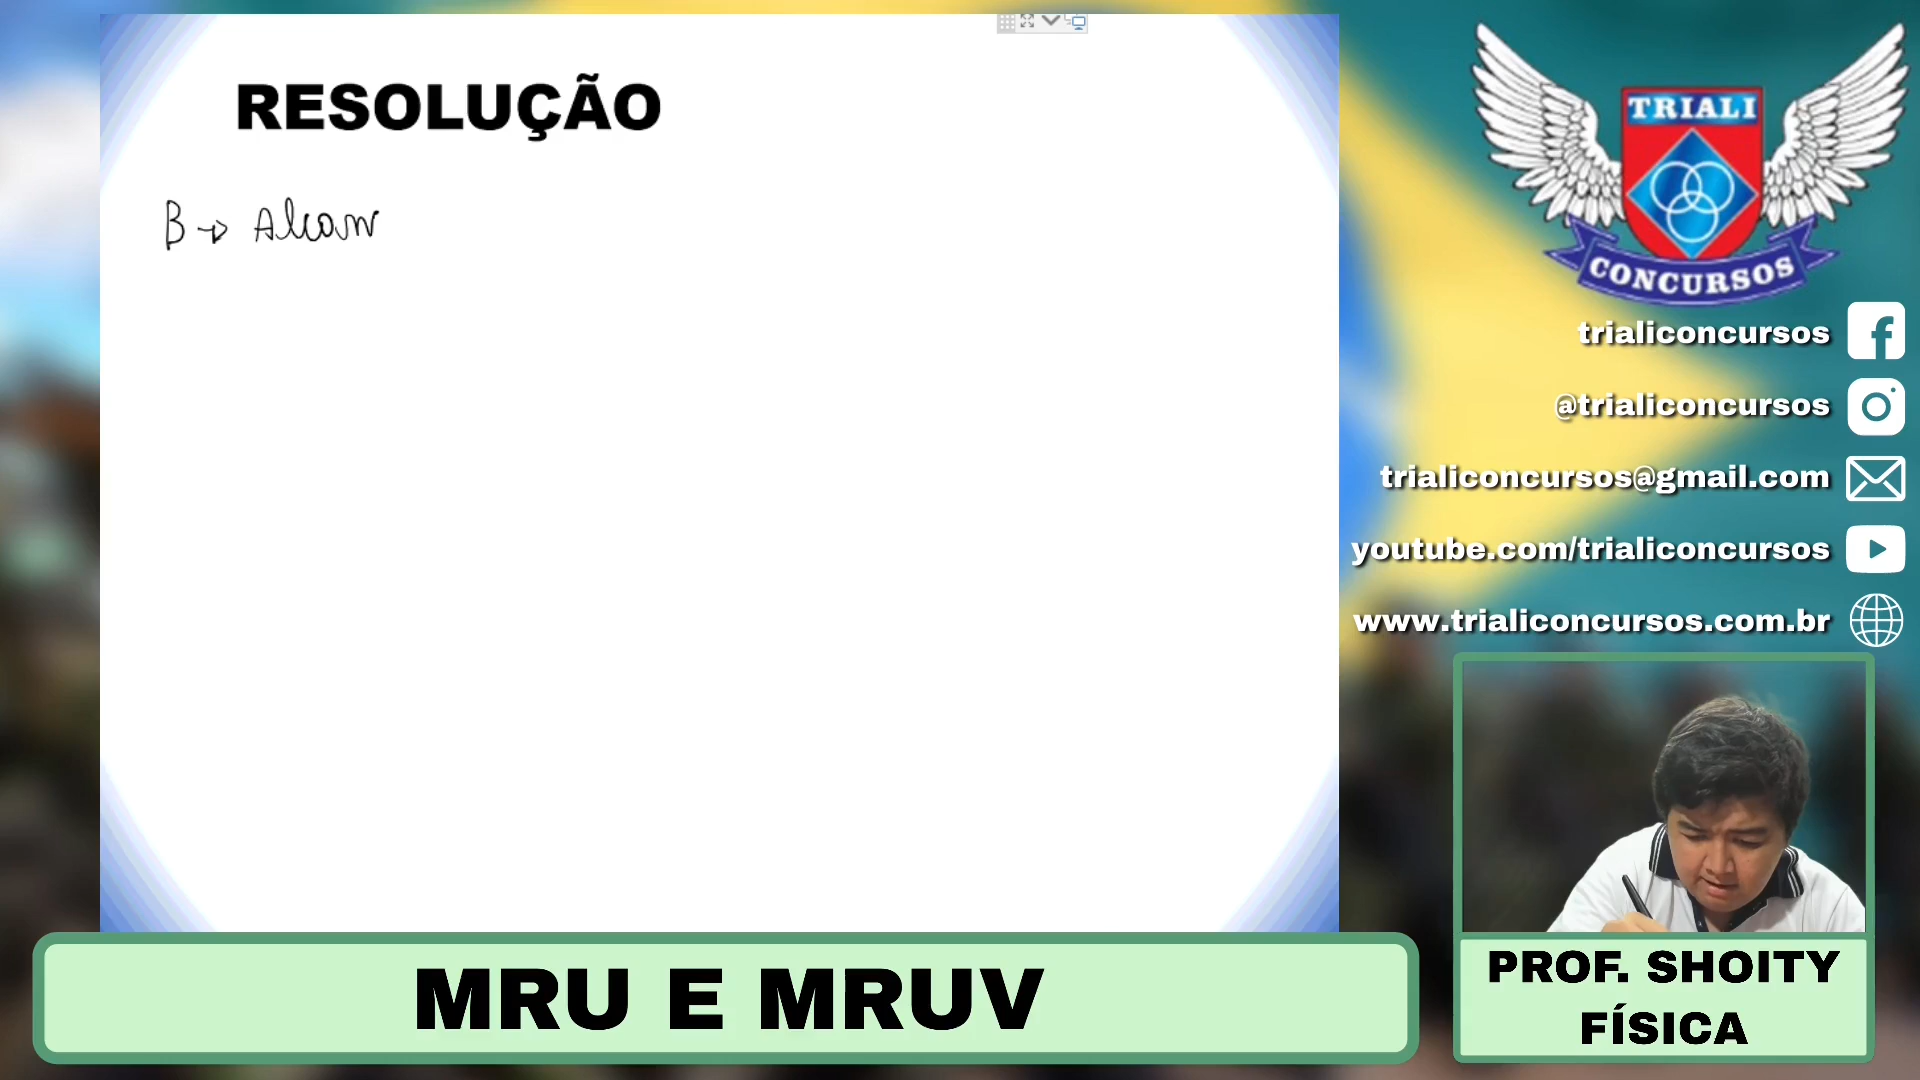 RESOLUÇÃO
B → Alcan
TRIALI
CONCURSOS
trialiconcursos
@trialiconcursos
trialiconcursos@gmail.com
youtube.com/trialiconcursos
www.trialiconcursos.com.br
MRU E MRUV
PROF. SHOITY
FÍSICA